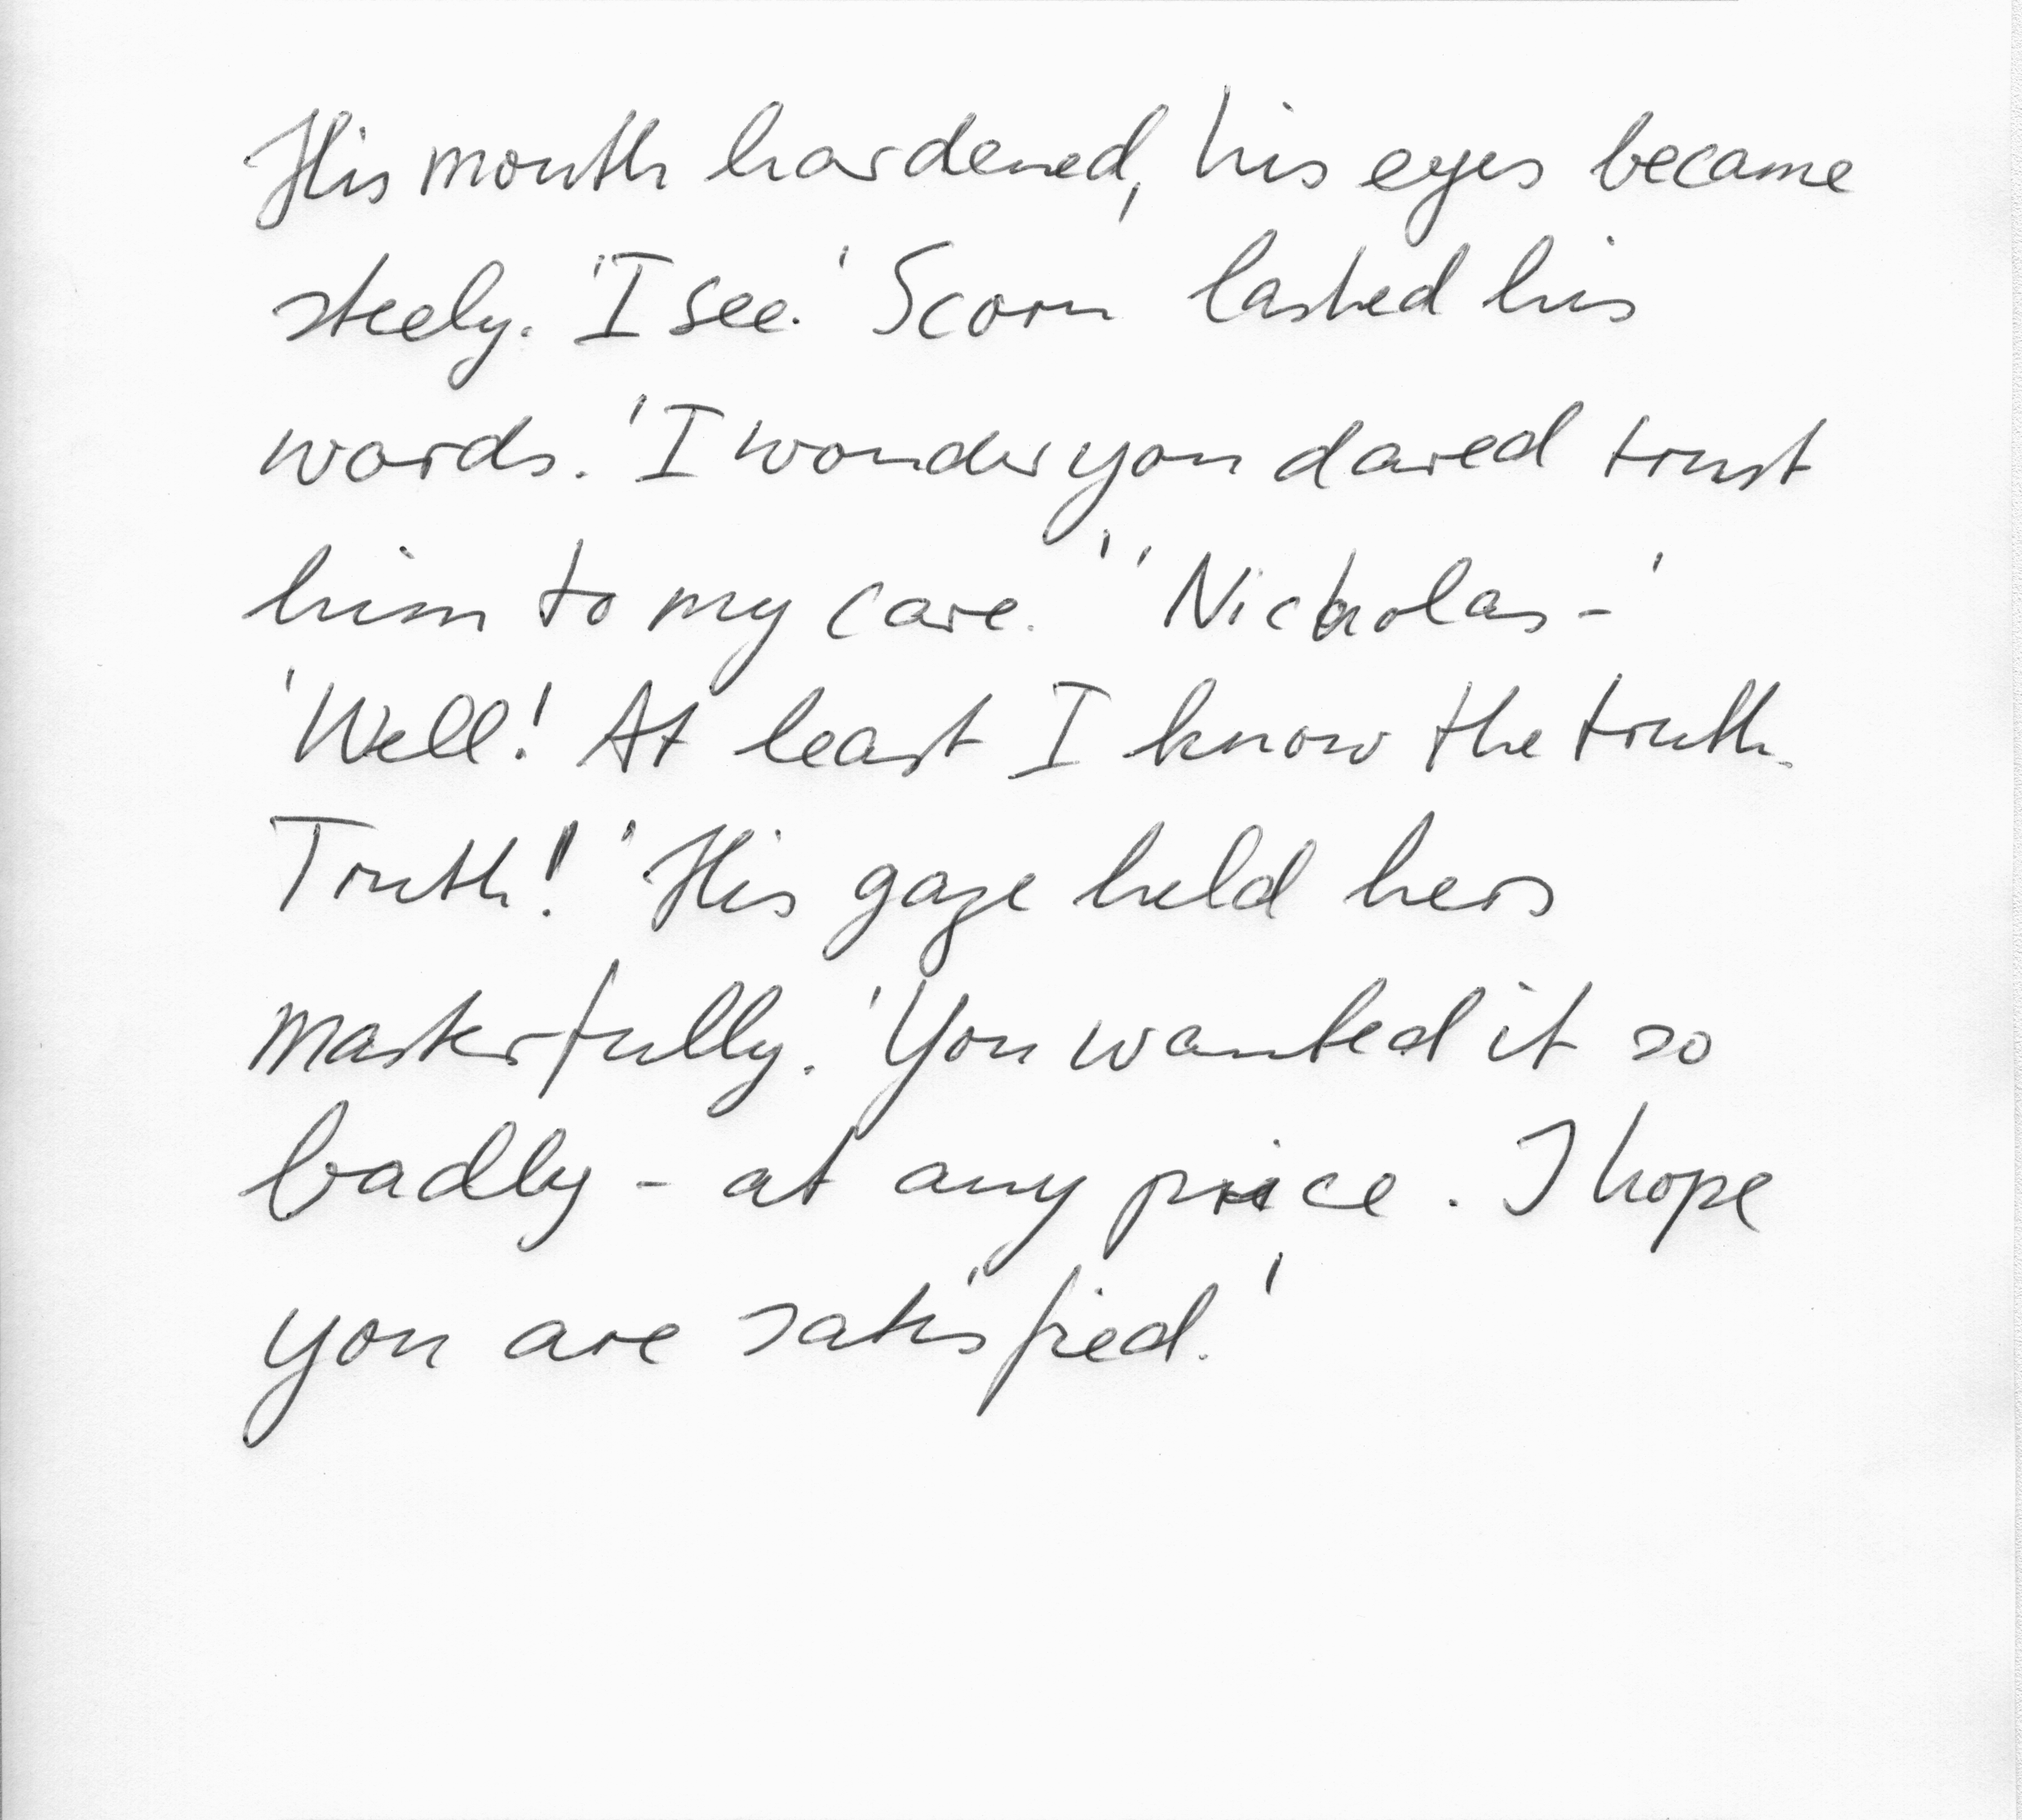 His mouth hardened, his eyes became
steely. 'I see.' Scorn lashed his
words. 'I wonder you dared trust
him to my care.' 'Nicholas-'
'Well! At least I know the truth.
Truth!' His gaze held hers
masterfully. 'You wanted it so
badly - at any price. I hope
you are satisfied.'